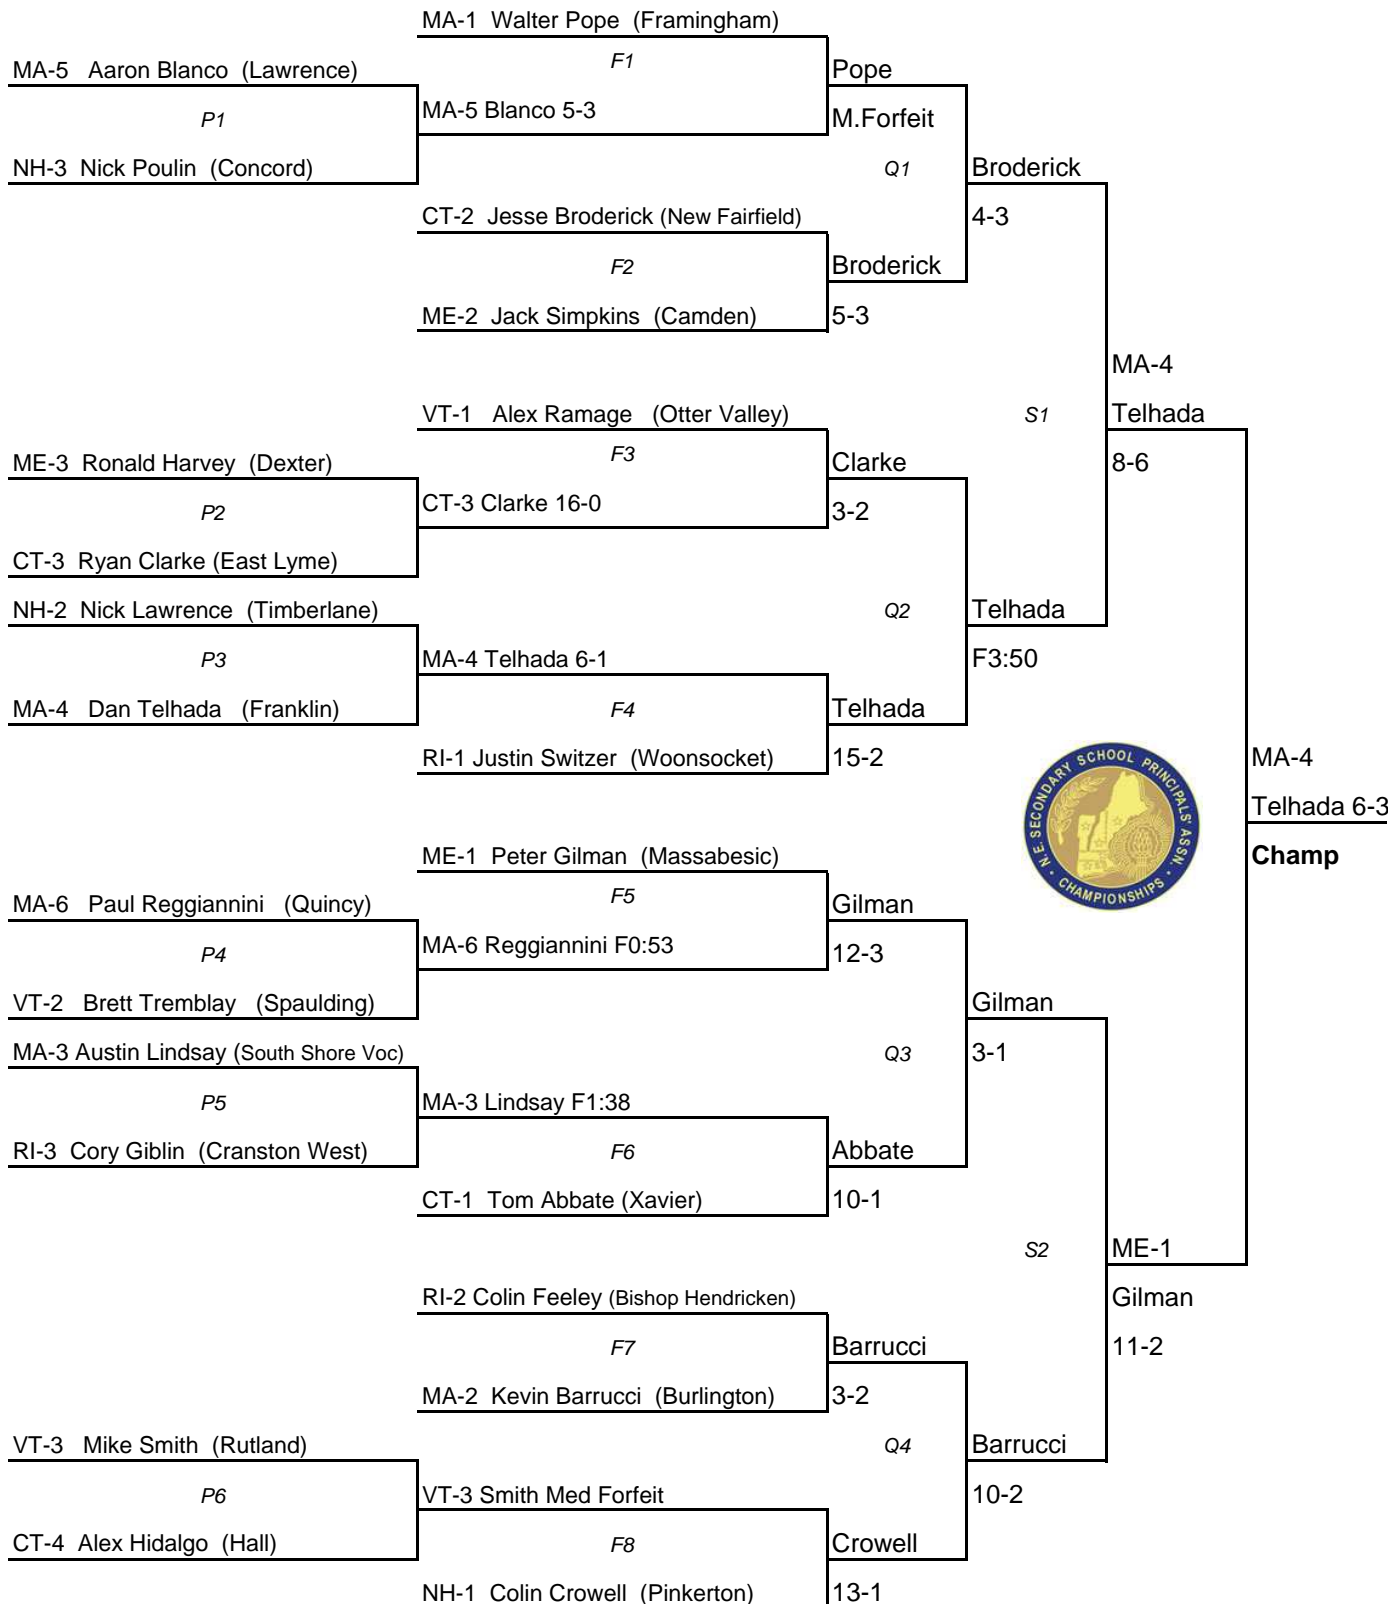 MA-1 Walter Pope (Framingham)
F1
MA-5 Aaron Blanco (Lawrence)
Pope
P1
MA-5 Blanco 5-3
M.Forfeit
NH-3 Nick Poulin (Concord)
Q1
Broderick
CT-2 Jesse Broderick (New Fairfield)
4-3
F2
Broderick
ME-2 Jack Simpkins (Camden)
5-3
MA-4
VT-1 Alex Ramage (Otter Valley)
S1
Telhada
F3
ME-3 Ronald Harvey (Dexter)
Clarke
8-6
P2
CT-3 Clarke 16-0
3-2
CT-3 Ryan Clarke (East Lyme)
NH-2 Nick Lawrence (Timberlane)
Q2
Telhada
P3
MA-4 Telhada 6-1
F3:50
MA-4 Dan Telhada (Franklin)
F4
Telhada
RI-1 Justin Switzer (Woonsocket)
15-2
MA-4
N.E. SECONDARY SCHOOL PRINCIPALS' ASSN.
CHAMPIONSHIPS
Telhada 6-3
ME-1 Peter Gilman (Massabesic)
Champ
F5
MA-6 Paul Reggiannini (Quincy)
Gilman
P4
MA-6 Reggiannini F0:53
12-3
VT-2 Brett Tremblay (Spaulding)
Gilman
MA-3 Austin Lindsay (South Shore Voc)
Q3
3-1
P5
MA-3 Lindsay F1:38
RI-3 Cory Giblin (Cranston West)
F6
Abbate
CT-1 Tom Abbate (Xavier)
10-1
S2
ME-1
RI-2 Colin Feeley (Bishop Hendricken)
Gilman
F7
Barrucci
11-2
MA-2 Kevin Barrucci (Burlington)
3-2
VT-3 Mike Smith (Rutland)
Q4
Barrucci
P6
VT-3 Smith Med Forfeit
10-2
CT-4 Alex Hidalgo (Hall)
F8
Crowell
NH-1 Colin Crowell (Pinkerton)
13-1